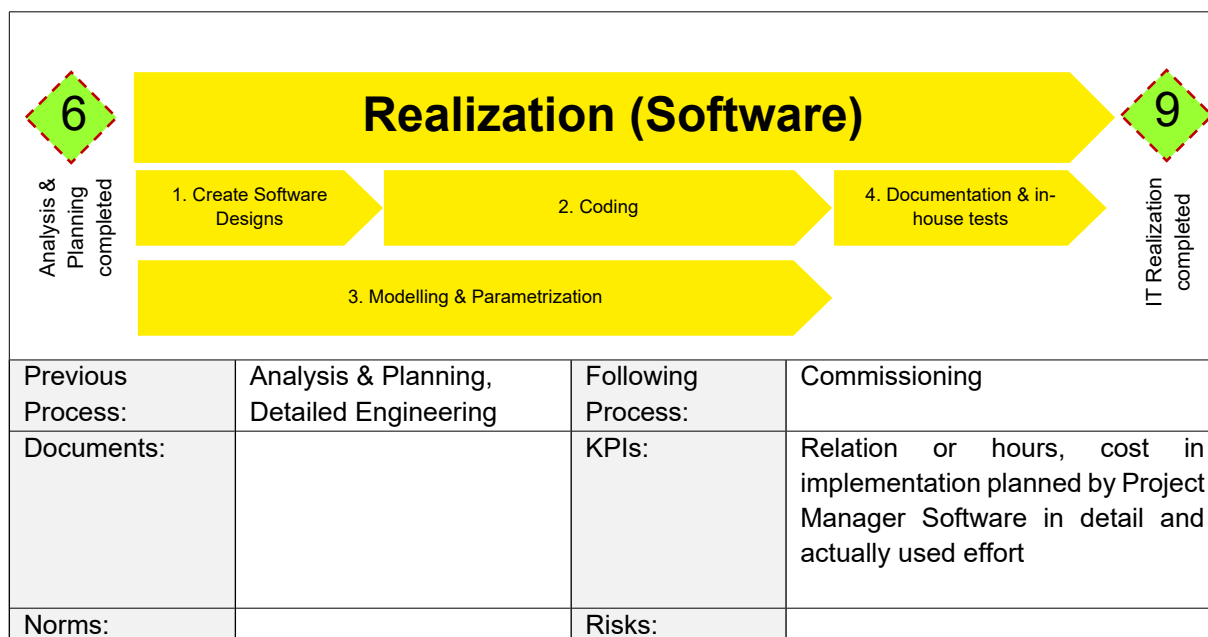 6
Realization (Software)
9
Analysis &
Planning
completed
1. Create Software
Designs
2. Coding
4. Documentation & in-
house tests
IT Realization
completed
3. Modelling & Parametrization
Previous
Process:
Analysis & Planning,
Detailed Engineering
Following
Process:
Commissioning
Documents:
KPIs:
Relation or hours, cost in
implementation planned by Project
Manager Software in detail and
actually used effort
Norms:
Risks: